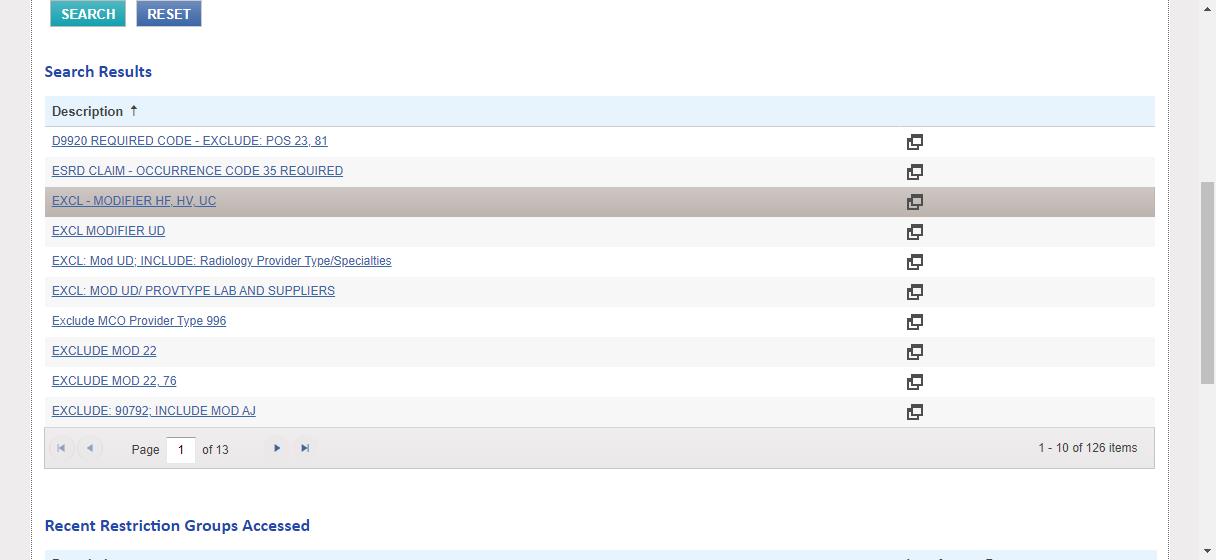 SEARCH RESET
Search Results
Description ↑
D9920 REQUIRED CODE - EXCLUDE: POS 23, 81
ESRD CLAIM - OCCURRENCE CODE 35 REQUIRED
EXCL - MODIFIER HF, HV, UC
EXCL MODIFIER UD
EXCL: Mod UD; INCLUDE: Radiology Provider Type/Specialties
EXCL: MOD UD/ PROVTYPE LAB AND SUPPLIERS
Exclude MCO Provider Type 996
EXCLUDE MOD 22
EXCLUDE MOD 22, 76
EXCLUDE: 90792; INCLUDE MOD AJ
Page 1 of 13 1 - 10 of 126 items
Recent Restriction Groups Accessed